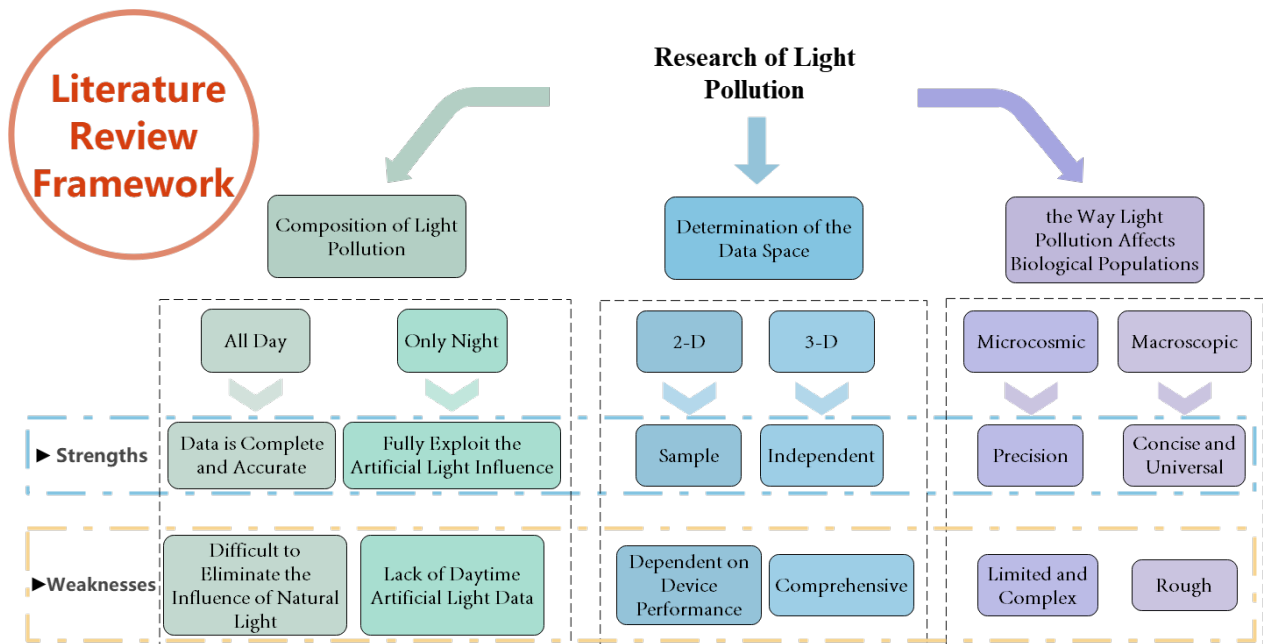 Literature
Review
Framework
Research of Light
Pollution
Composition of Light
Pollution
Determination of the
Data Space
the Way Light
Pollution Affects
Biological Populations
All Day
Only Night
2-D
3-D
Microcosmic
Macroscopic
►Strengths
Data is Complete
and Accurate
Fully Exploit the
Artificial Light Influence
Sample
Independent
Precision
Concise and
Universal
►Weaknesses
Difficult to
Eliminate the
Influence of Natural
Light
Lack of Daytime
Artificial Light Data
Dependent on
Device
Performance
Comprehensive
Limited and
Complex
Rough